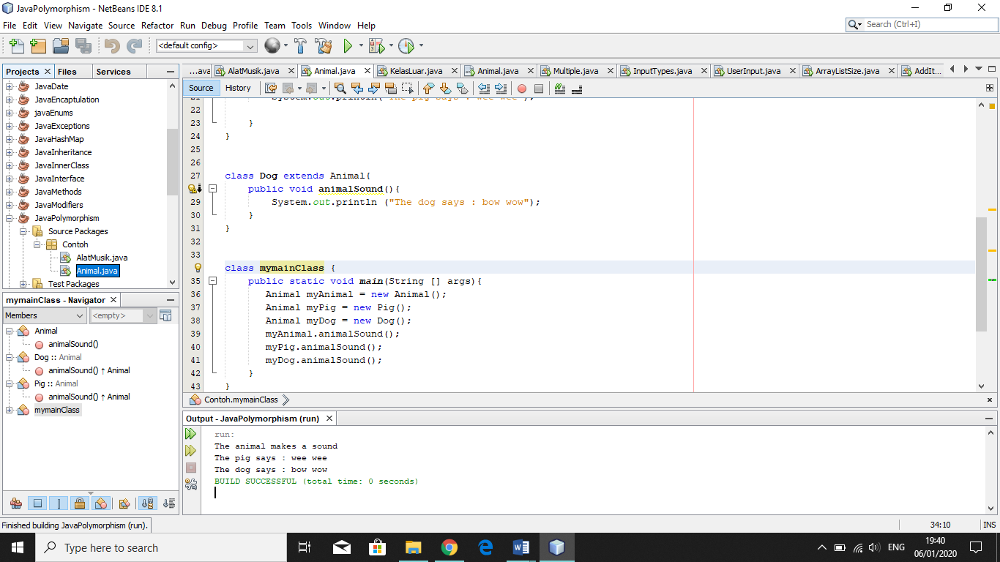 JavaPolymorphism - NetBeans IDE 8.1
File Edit View Navigate Source Refactor Run Debug Profile Team Tools Window Help
Search (Ctrl+I)
<default config>
Projects Files Services
JavaDate
JavaEncaptulation
javaEnums
JavaExceptions
JavaHashMap
JavaInheritance
JavaInnerClass
JavaInterface
JavaMethods
JavaModifiers
JavaPolymorphism
Source Packages
Contoh
AlatMusik.java
Animal.java
Test Packages
mymainClass - Navigator
Members <empty>
Animal
animalSound()
Dog :: Animal
animalSound() ↑ Animal
Pig :: Animal
animalSound() ↑ Animal
mymainClass
...ava AlatMusik.java Animal.java KelasLuar.java Animal.java Multiple.java InputTypes.java UserInput.java ArrayListSize.java AddIt...
Source History
21 System.out.println("The pig says : wee wee");
22
23 }
24 }
25
26
27 class Dog extends Animal{
public void animalSound(){
29 System.out.println ("The dog says : bow wow");
30 }
31 }
32
33
class mymainClass {
35 public static void main(String [] args){
36 Animal myAnimal = new Animal();
37 Animal myPig = new Pig();
38 Animal myDog = new Dog();
39 myAnimal.animalSound();
40 myPig.animalSound();
41 myDog.animalSound();
42 }
43 }
Contoh.mymainClass
Output - JavaPolymorphism (run)
run:
The animal makes a sound
The pig says : wee wee
The dog says : bow wow
BUILD SUCCESSFUL (total time: 0 seconds)
Finished building JavaPolymorphism (run).
34:10 INS
Type here to search
ENG
19:40
06/01/2020